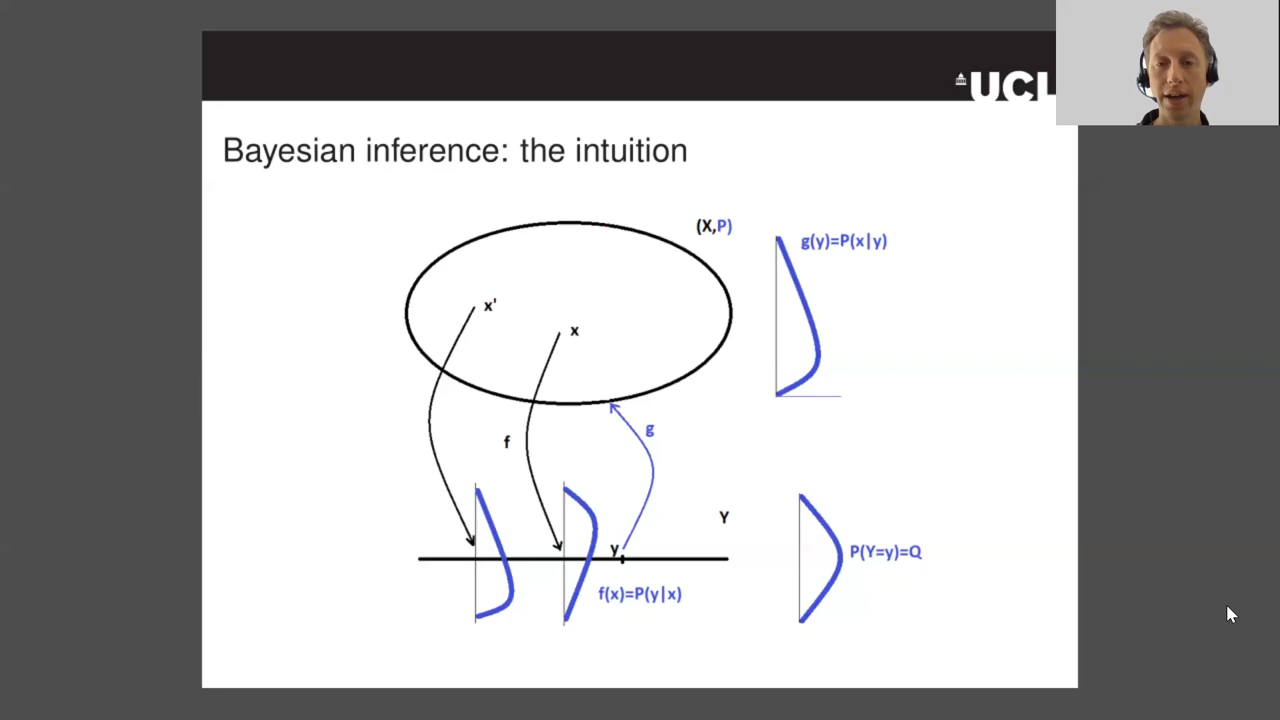 UCL
Bayesian inference: the intuition
(X,P)
g(y)=P(x|y)
x'
x
g
f
Y
y
P(Y=y)=Q
f(x)=P(y|x)